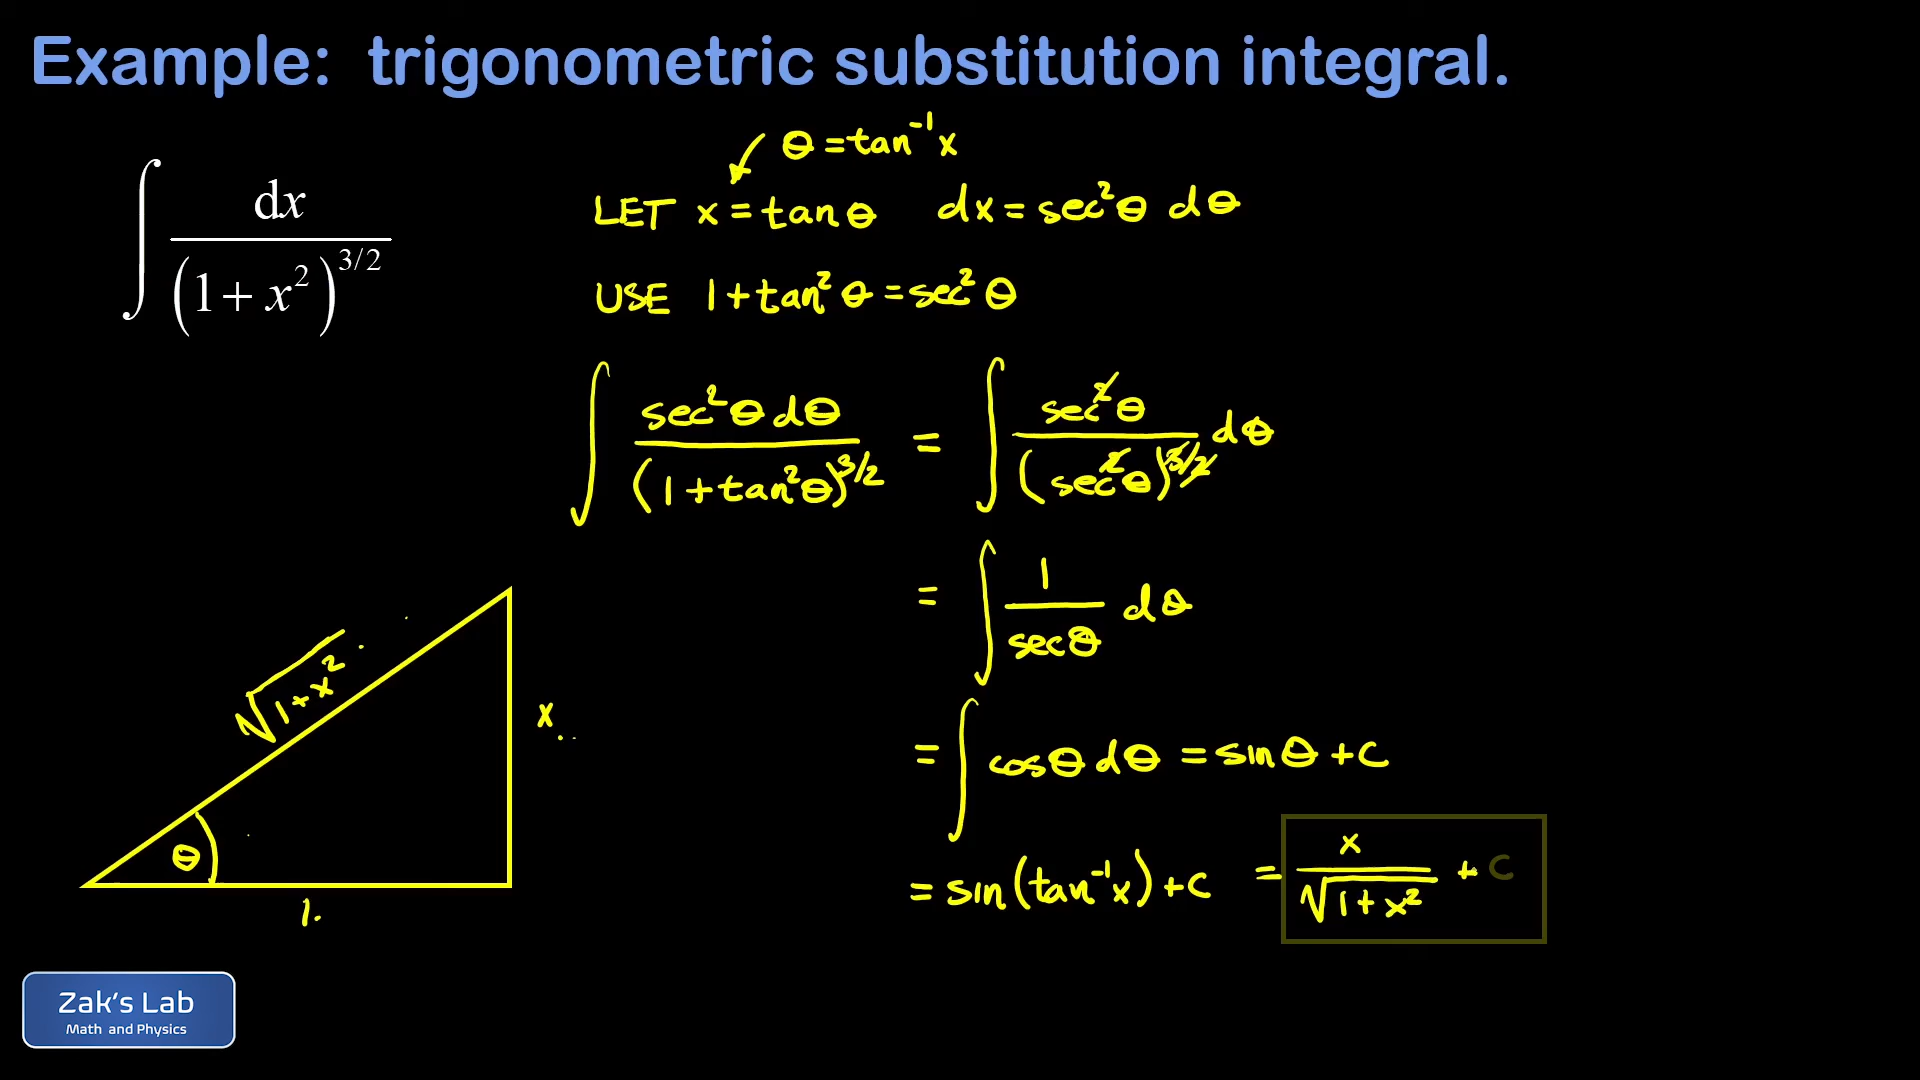 Example: trigonometric substitution integral.
θ = tan⁻¹x
∫ dx / (1 + x²)^3/2
LET x = tan θ dx = sec²θ dθ
USE 1 + tan²θ = sec²θ
∫ sec²θ dθ / (1 + tan²θ)^3/2 = ∫ sec²θ / (sec²θ)^3/2 dθ
= ∫ 1 / secθ dθ
= ∫ cosθ dθ = sinθ + C
= sin(tan⁻¹x) + C = x / √1 + x² + C
√1 + x²
x
θ
1
Zak's Lab
Math and Physics